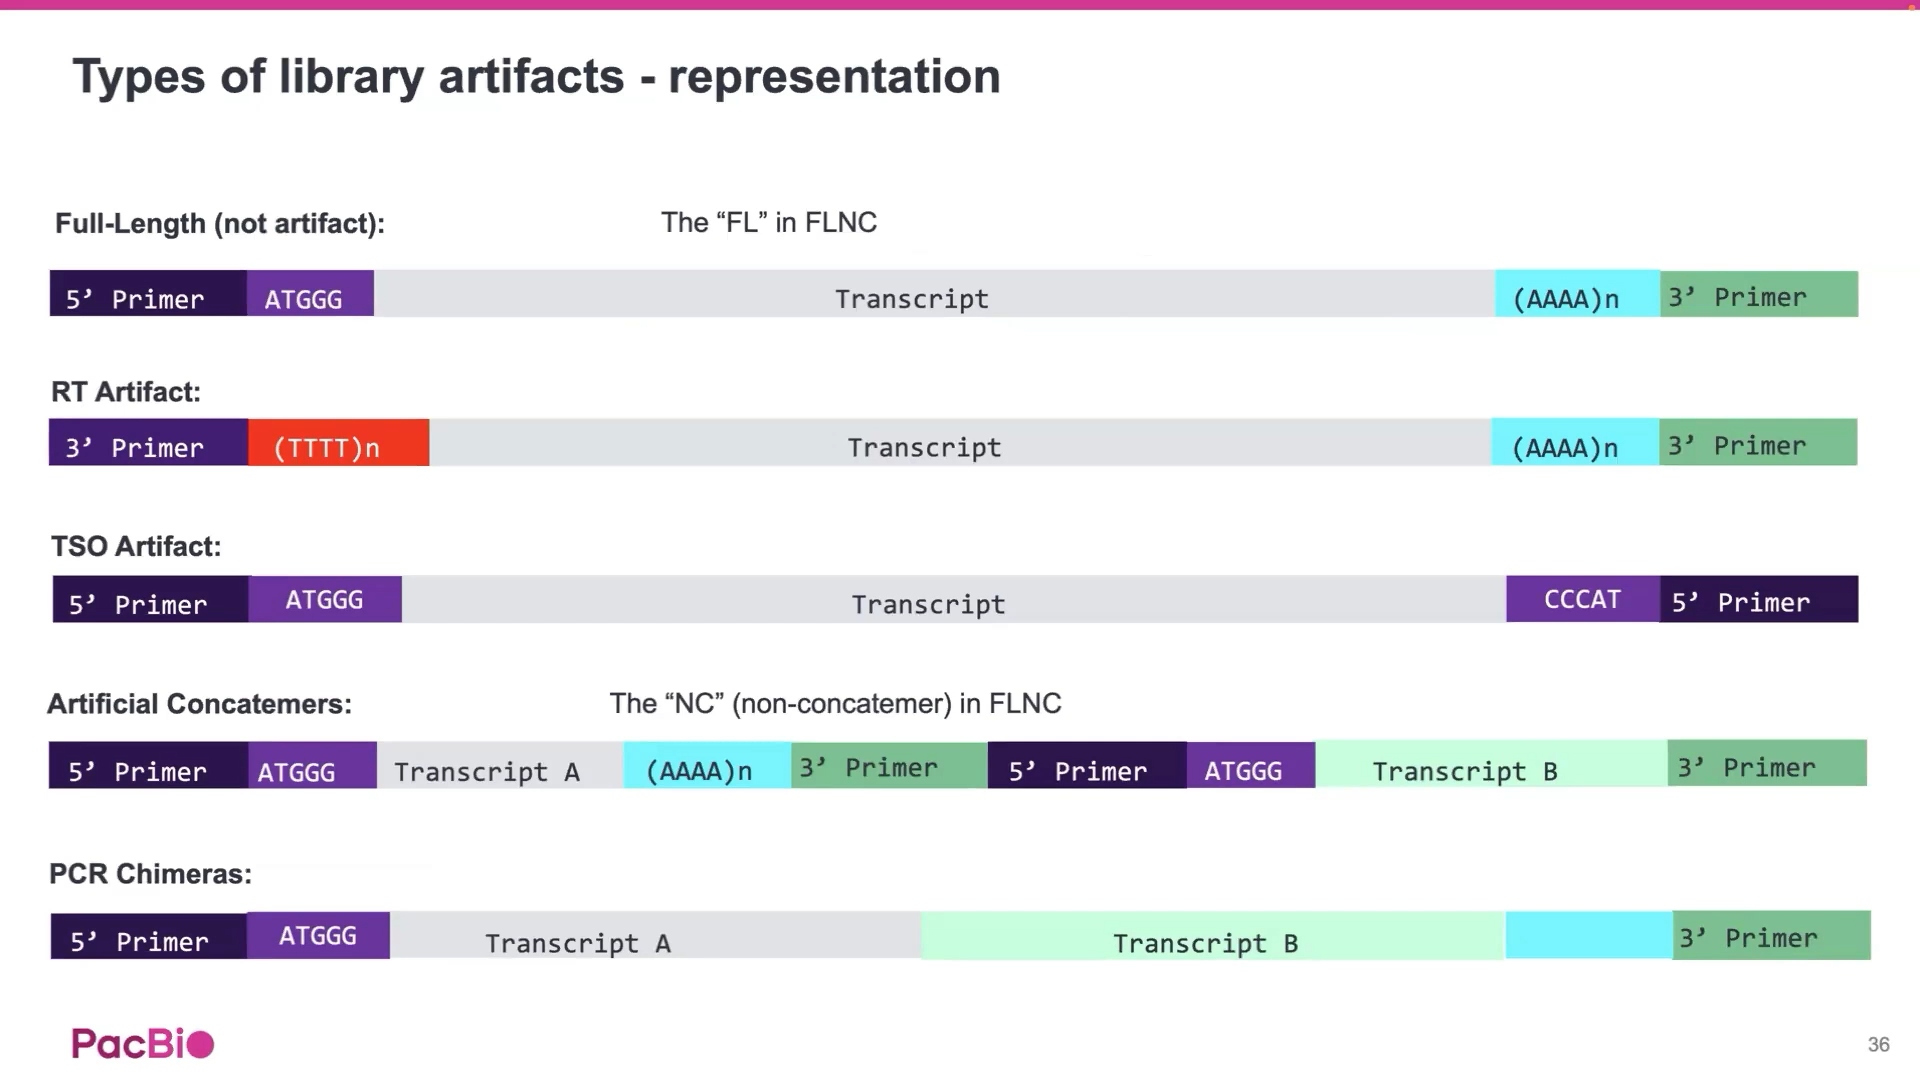 Types of library artifacts - representation
Full-Length (not artifact): The “FL” in FLNC
5’ Primer ATGGG Transcript (AAAA)n 3’ Primer
RT Artifact:
3’ Primer (TTTT)n Transcript (AAAA)n 3’ Primer
TSO Artifact:
5’ Primer ATGGG Transcript CCCAT 5’ Primer
Artificial Concatemers: The “NC” (non-concatemer) in FLNC
5’ Primer ATGGG Transcript A (AAAA)n 3’ Primer 5’ Primer ATGGG Transcript B 3’ Primer
PCR Chimeras:
5’ Primer ATGGG Transcript A Transcript B 3’ Primer
PacBio
36